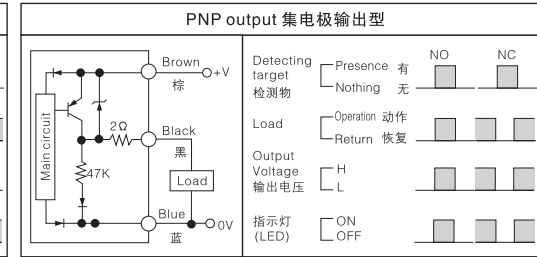 PNP output 集电极输出型
Brown
+V
棕
2Ω
Black
黑
Main circuit
47K
Load
Blue
0V
蓝
NO NC
Detecting target
Presence 有
Nothing 无
检测物
Load
Operation 动作
Return 恢复
Output
Voltage
H
输出电压
L
指示灯
ON
(LED)
OFF